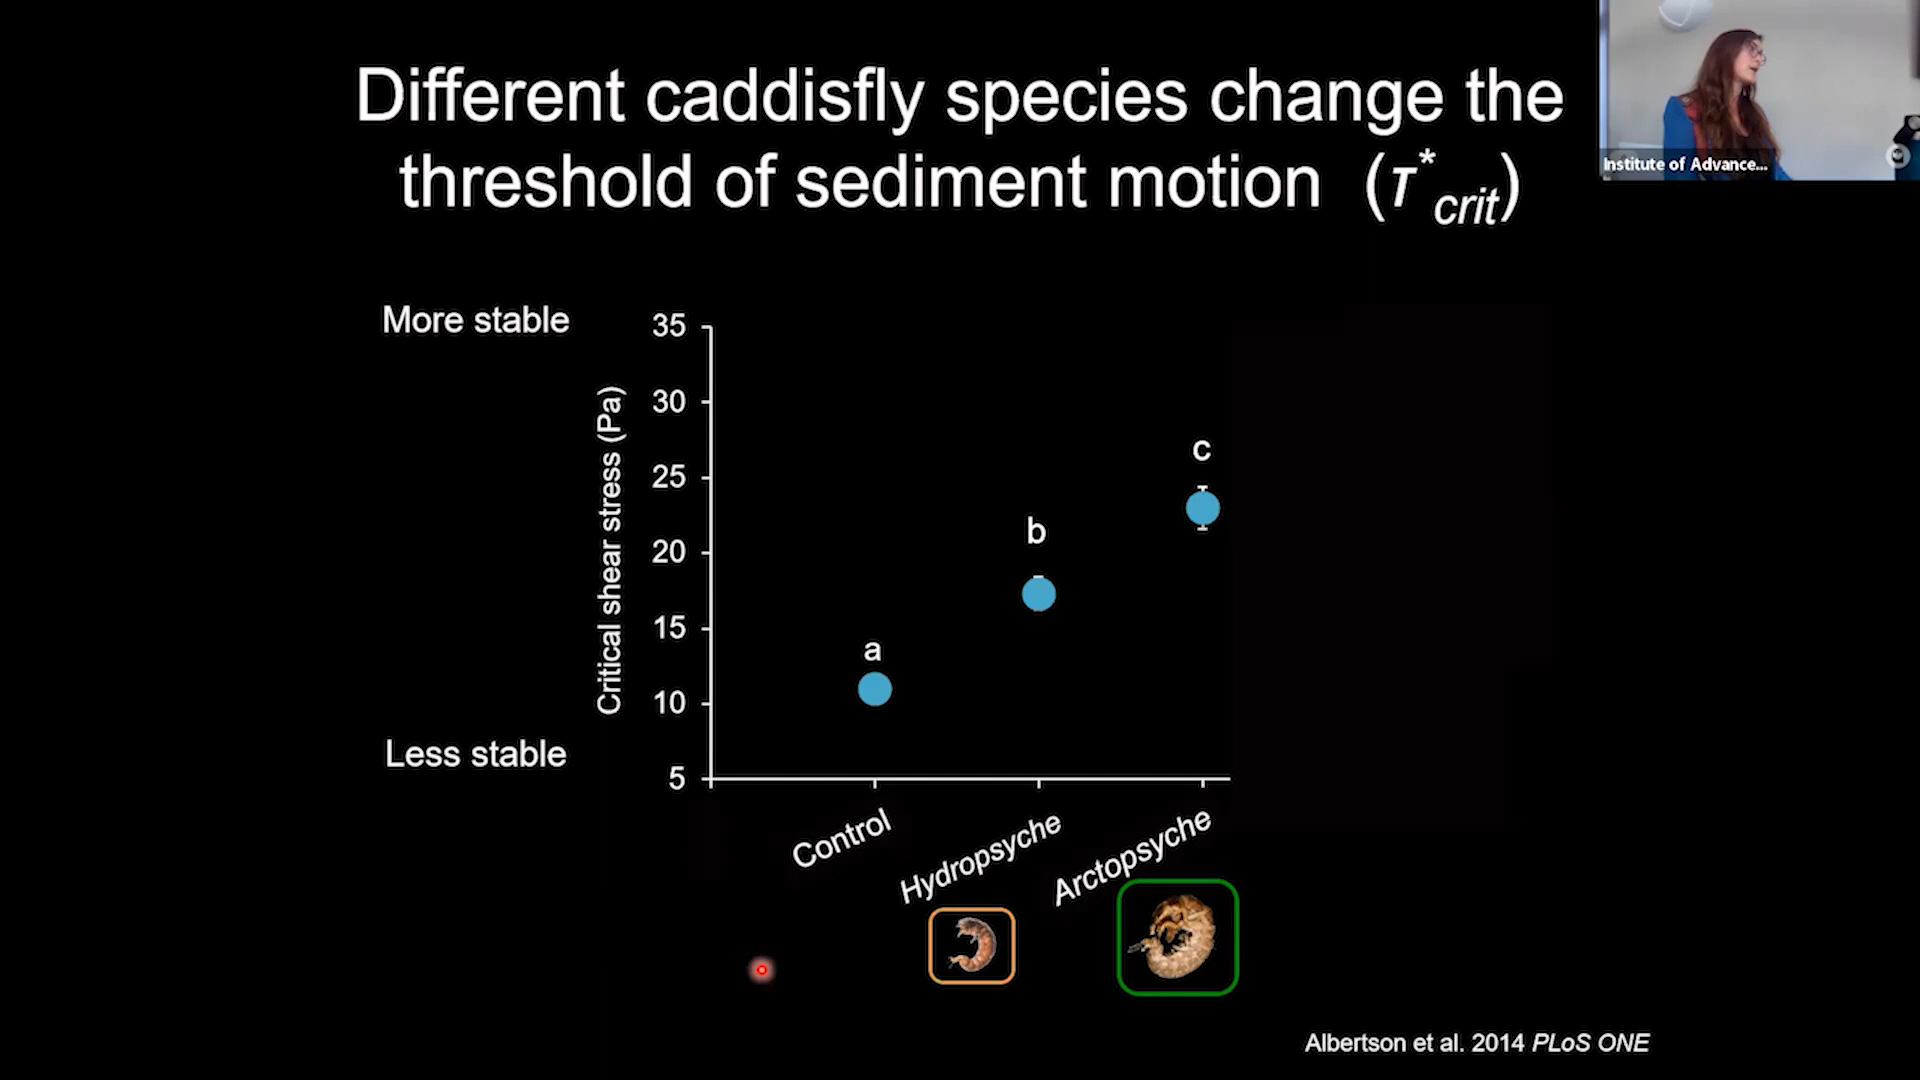 Different caddisfly species change the
threshold of sediment motion (τ*crit)
Institute of Advance...
More stable
Less stable
Critical shear stress (Pa)
35
30
25
20
15
10
5
a
b
c
Control
Hydropsyche
Arctopsyche
Albertson et al. 2014 PLoS ONE